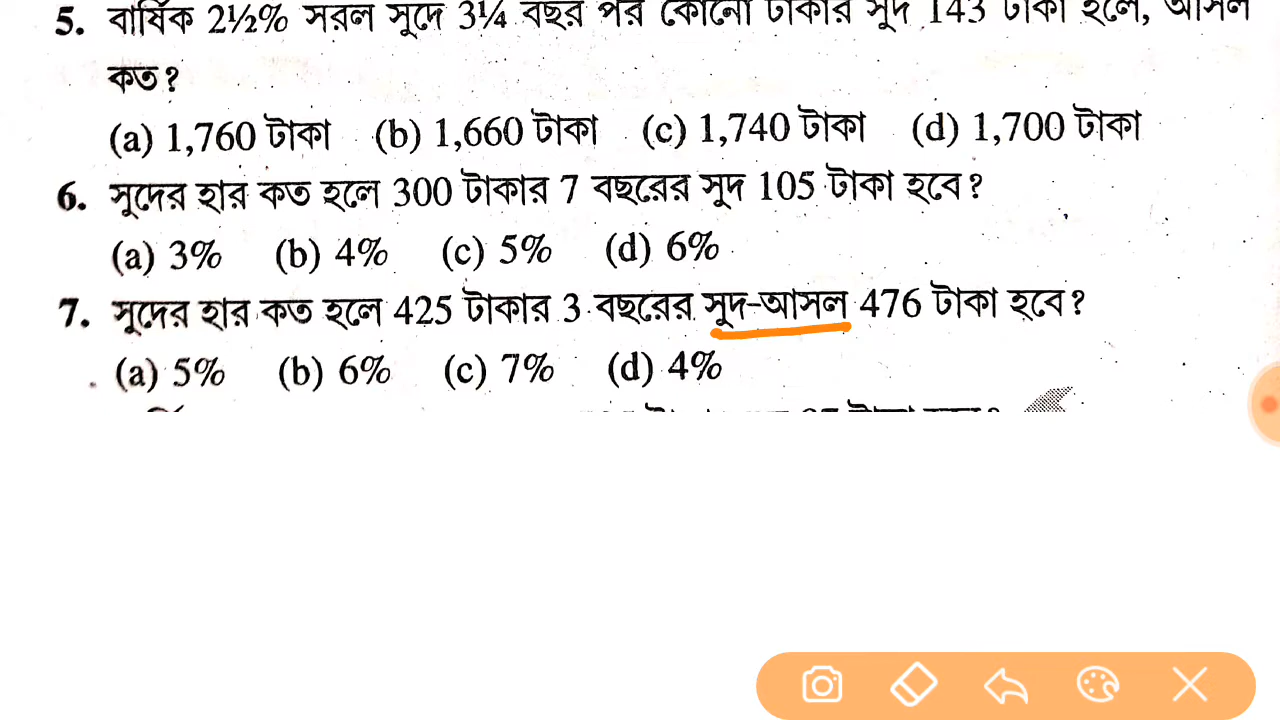 5. বার্ষিক 2½% সরল সুদে 3¼ বছর পর কোনো টাকার সুদ 143 টাকা হলে, আসল
কত?
(a) 1,760 টাকা (b) 1,660 টাকা (c) 1,740 টাকা (d) 1,700 টাকা
6. সুদের হার কত হলে 300 টাকার 7 বছরের সুদ 105 টাকা হবে?
(a) 3% (b) 4% (c) 5% (d) 6%
7. সুদের হার কত হলে 425 টাকার 3 বছরের সুদ-আসল 476 টাকা হবে?
(a) 5% (b) 6% (c) 7% (d) 4%